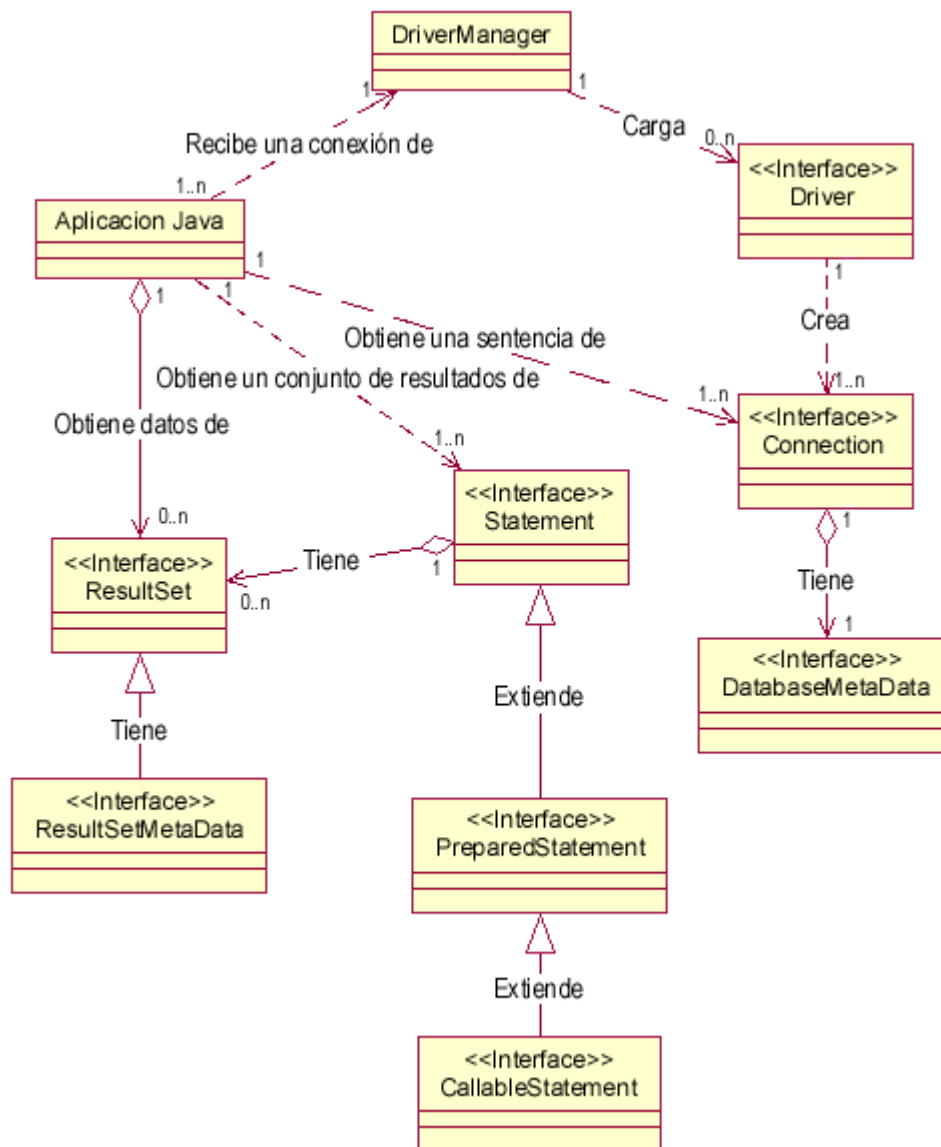 DriverManager
1
1
Recibe una conexión de
Carga
0..n
1..n
<<Interface>>
Driver
Aplicacion Java
1
1
1
1
Crea
Obtiene una sentencia de
Obtiene un conjunto de resultados de
1..n
1..n
<<Interface>>
Connection
Obtiene datos de
1..n
<<Interface>>
Statement
0..n
1
<<Interface>>
ResultSet
Tiene
1
0..n
Tiene
1
<<Interface>>
DatabaseMetaData
Extiende
Tiene
<<Interface>>
ResultSetMetaData
<<Interface>>
PreparedStatement
Extiende
<<Interface>>
CallableStatement